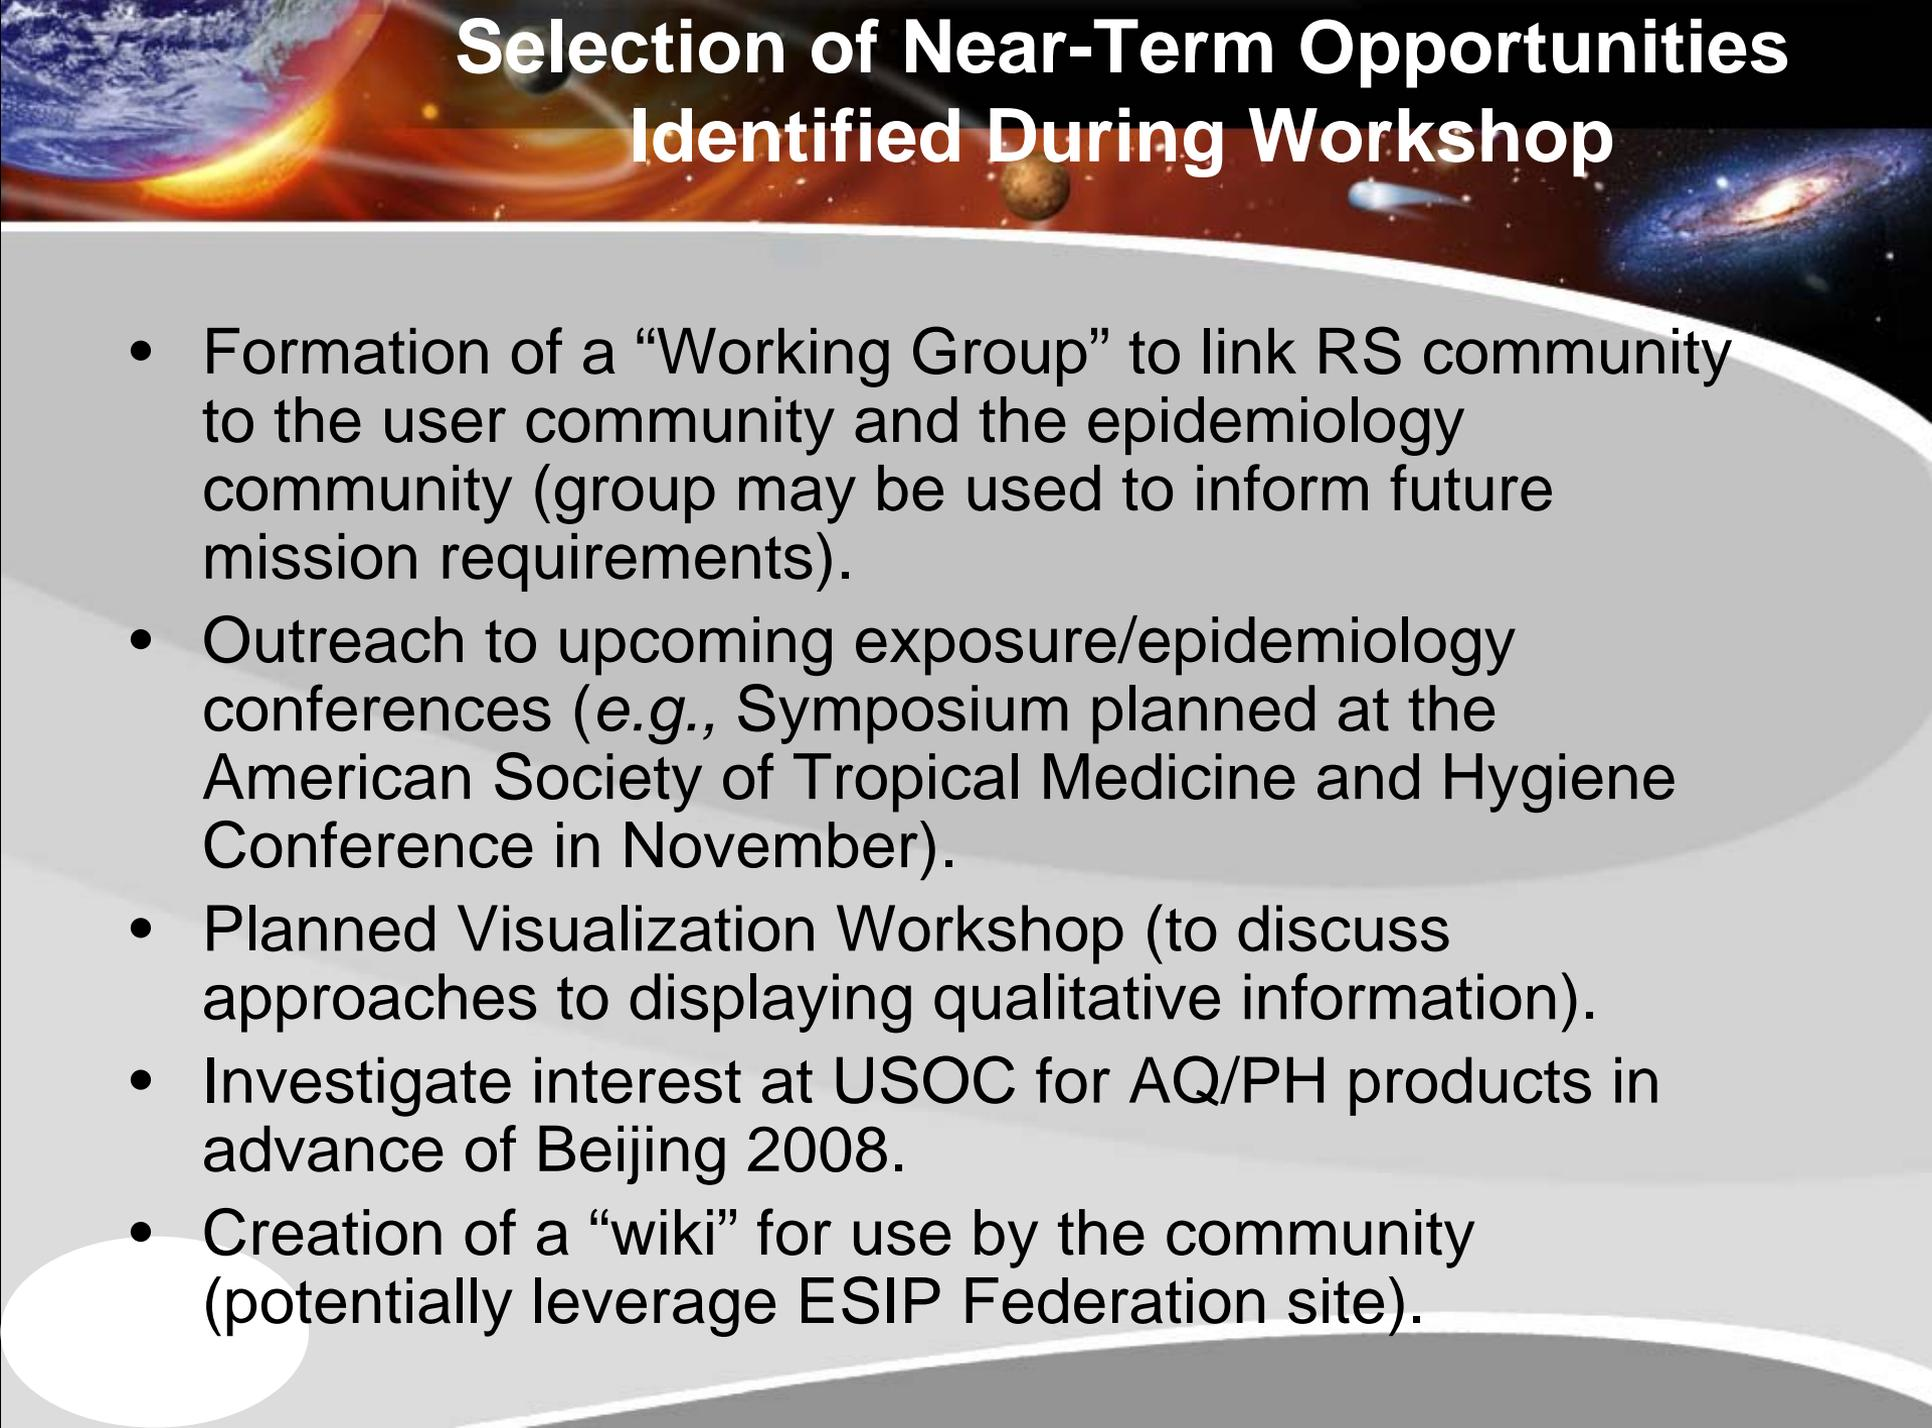 Selection of Near-Term Opportunities
Identified During Workshop
• Formation of a “Working Group” to link RS community
to the user community and the epidemiology
community (group may be used to inform future
mission requirements).
• Outreach to upcoming exposure/epidemiology
conferences (e.g., Symposium planned at the
American Society of Tropical Medicine and Hygiene
Conference in November).
• Planned Visualization Workshop (to discuss
approaches to displaying qualitative information).
• Investigate interest at USOC for AQ/PH products in
advance of Beijing 2008.
• Creation of a “wiki” for use by the community
(potentially leverage ESIP Federation site).